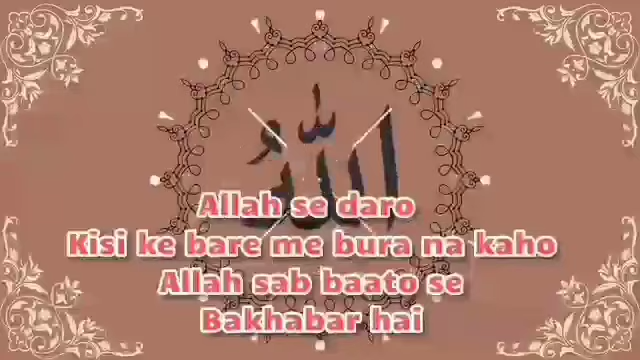 الله
Allah se daro
Kisi ke bare me bura na kaho
Allah sab baato se
Bakhabar hai